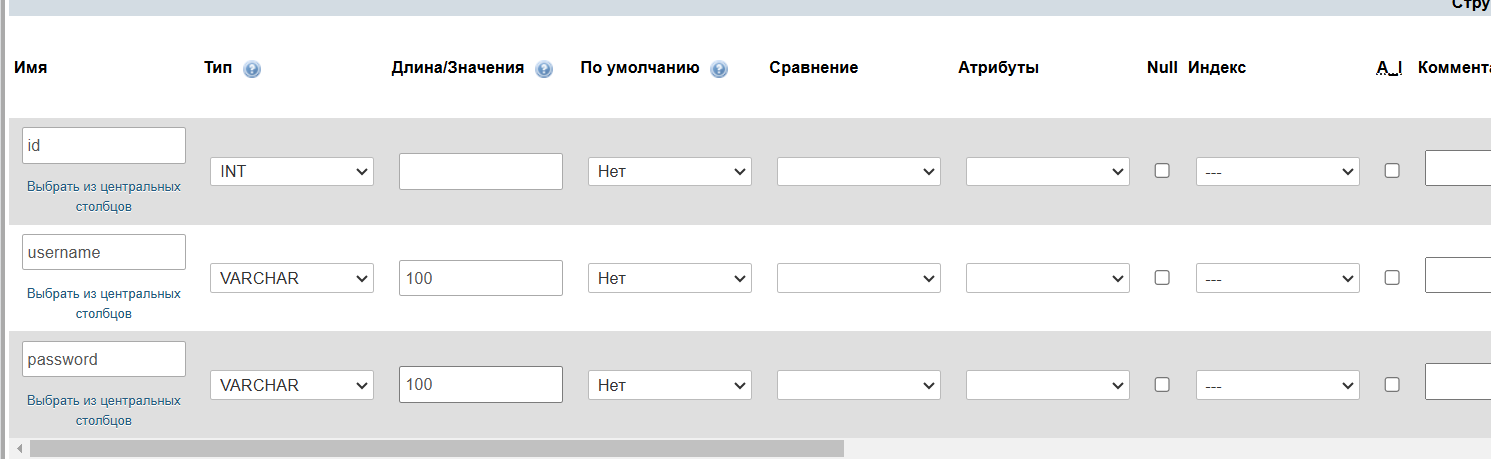 Стру
Имя Тип Длина/Значения По умолчанию Сравнение Атрибуты Null Индекс A_I Коммента
id INT Нет ---
Выбрать из центральных
столбцов
username VARCHAR 100 Нет ---
Выбрать из центральных
столбцов
password VARCHAR 100 Нет ---
Выбрать из центральных
столбцов